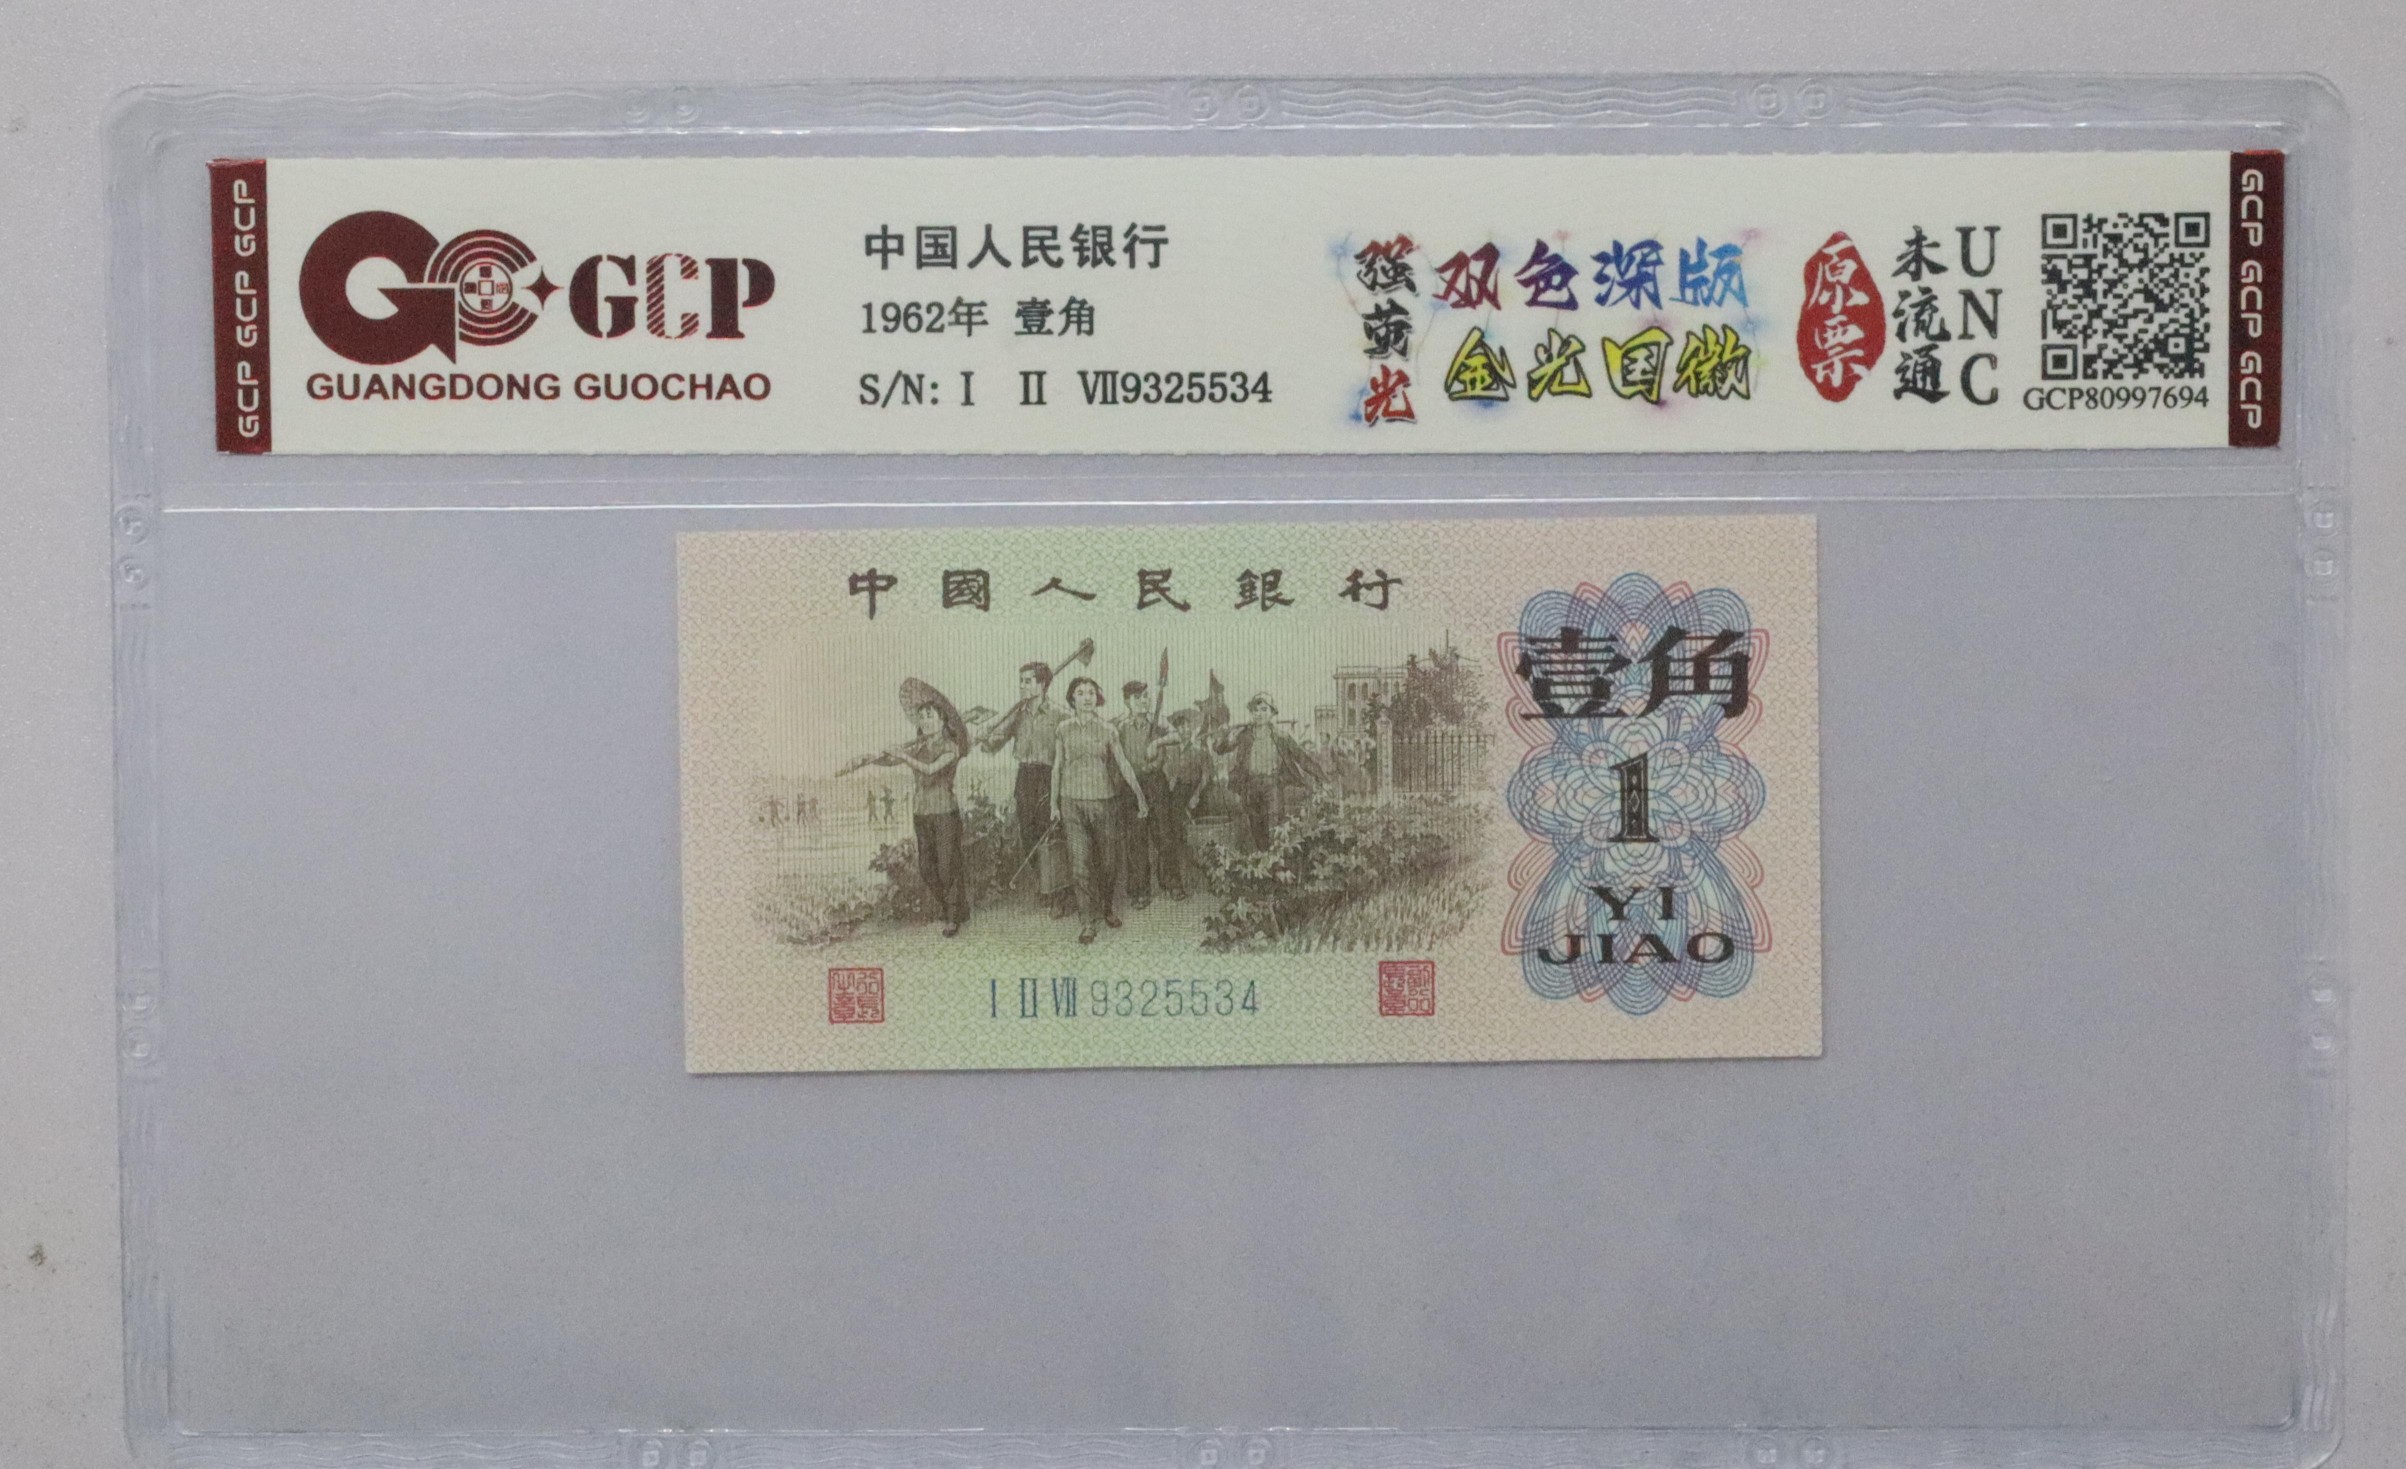 GCP GCP GCP
GCP
GUANGDONG GUOCHAO
中国人民银行
1962年 壹角
S/N: I II VII9325534
强荧光
双色深版
金光国徽
原票
未流通
UNC
GCP80997694
GCP GCP GCP
中國人民銀行
壹角
1
YI
JIAO
I II VII 9325534